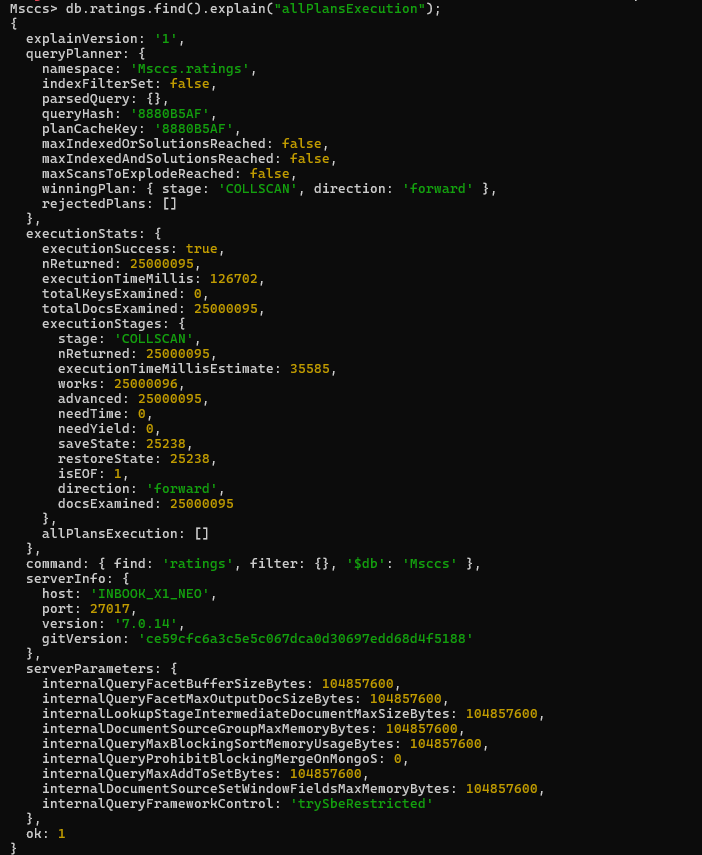 Msccs> db.ratings.find().explain("allPlansExecution");
{
  explainVersion: '1',
  queryPlanner: {
    namespace: 'Msccs.ratings',
    indexFilterSet: false,
    parsedQuery: {},
    queryHash: '8880B5AF',
    planCacheKey: '8880B5AF',
    maxIndexedOrSolutionsReached: false,
    maxIndexedAndSolutionsReached: false,
    maxScansToExplodeReached: false,
    winningPlan: { stage: 'COLLSCAN', direction: 'forward' },
    rejectedPlans: []
  },
  executionStats: {
    executionSuccess: true,
    nReturned: 25000095,
    executionTimeMillis: 126702,
    totalKeysExamined: 0,
    totalDocsExamined: 25000095,
    executionStages: {
      stage: 'COLLSCAN',
      nReturned: 25000095,
      executionTimeMillisEstimate: 35585,
      works: 25000096,
      advanced: 25000095,
      needTime: 0,
      needYield: 0,
      saveState: 25238,
      restoreState: 25238,
      isEOF: 1,
      direction: 'forward',
      docsExamined: 25000095
    },
    allPlansExecution: []
  },
  command: { find: 'ratings', filter: {}, '$db': 'Msccs' },
  serverInfo: {
    host: 'INBOOK_X1_NEO',
    port: 27017,
    version: '7.0.14',
    gitVersion: 'ce59cfc6a3c5e5c067dca0d30697edd68d4f5188'
  },
  serverParameters: {
    internalQueryFacetBufferSizeBytes: 104857600,
    internalQueryFacetMaxOutputDocSizeBytes: 104857600,
    internalLookupStageIntermediateDocumentMaxSizeBytes: 104857600,
    internalDocumentSourceGroupMaxMemoryBytes: 104857600,
    internalQueryMaxBlockingSortMemoryUsageBytes: 104857600,
    internalQueryProhibitBlockingMergeOnMongoS: 0,
    internalQueryMaxAddToSetBytes: 104857600,
    internalDocumentSourceSetWindowFieldsMaxMemoryBytes: 104857600,
    internalQueryFrameworkControl: 'trySbeRestricted'
  },
  ok: 1
}